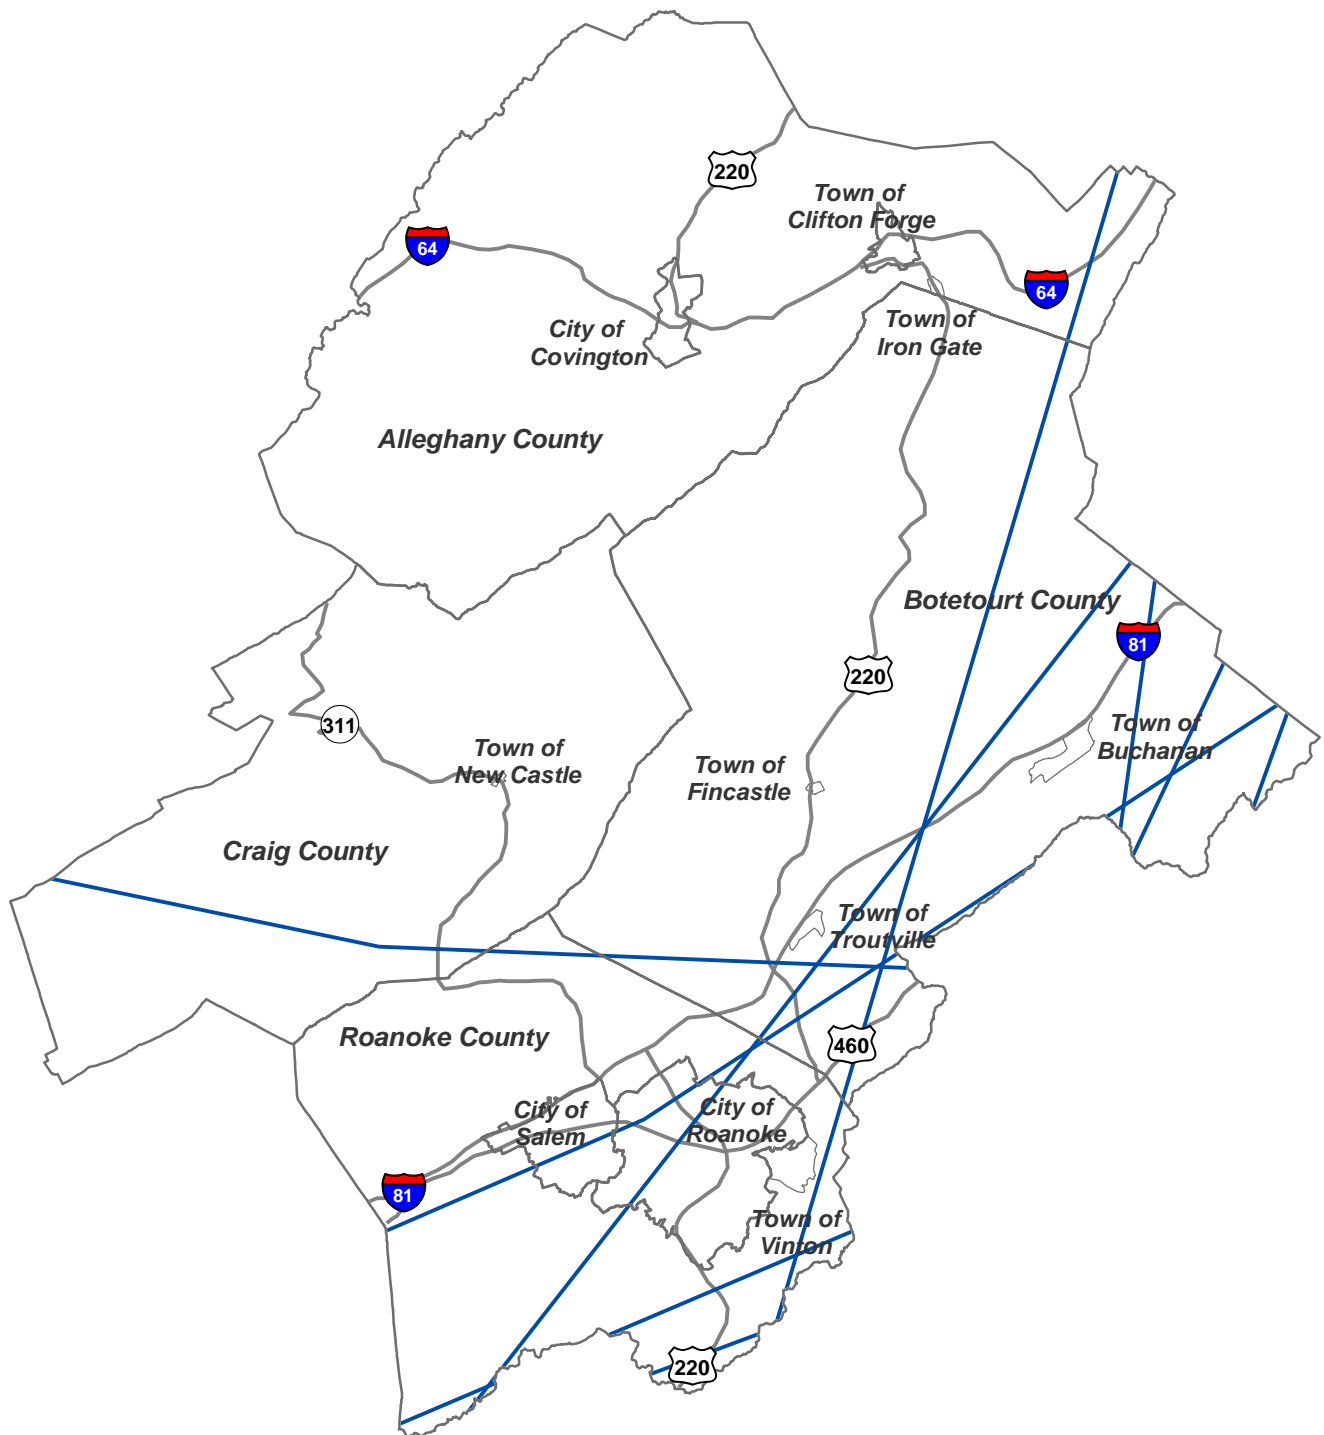 220
Town of
Clifton Forge
64
64
City of
Covington
Town of
Iron Gate
Alleghany County
Botetourt County
81
220
311
Town of
New Castle
Town of
Fincastle
Town of
Buchanan
Craig County
Town of
Troutville
Roanoke County
460
City of
Salem
City of
Roanoke
81
Town of
Vinton
220